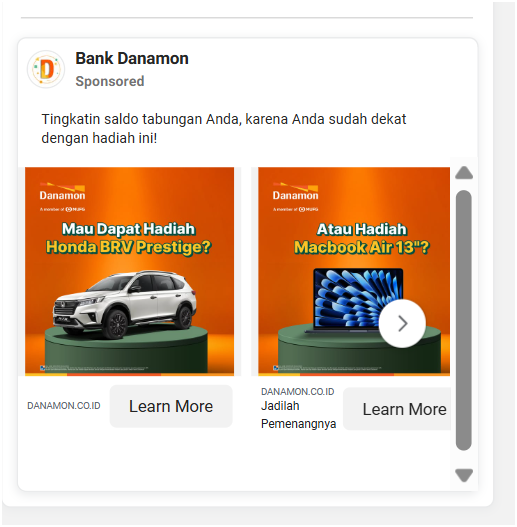 Bank Danamon
Sponsored
Tingkatin saldo tabungan Anda, karena Anda sudah dekat
dengan hadiah ini!
Danamon
A member of MUFG
Mau Dapat Hadiah
Honda BRV Prestige?
DANAMON.CO.ID
Learn More
Danamon
A member of MUFG
Atau Hadiah
Macbook Air 13"?
DANAMON.CO.ID
Jadilah
Pemenangnya
Learn More